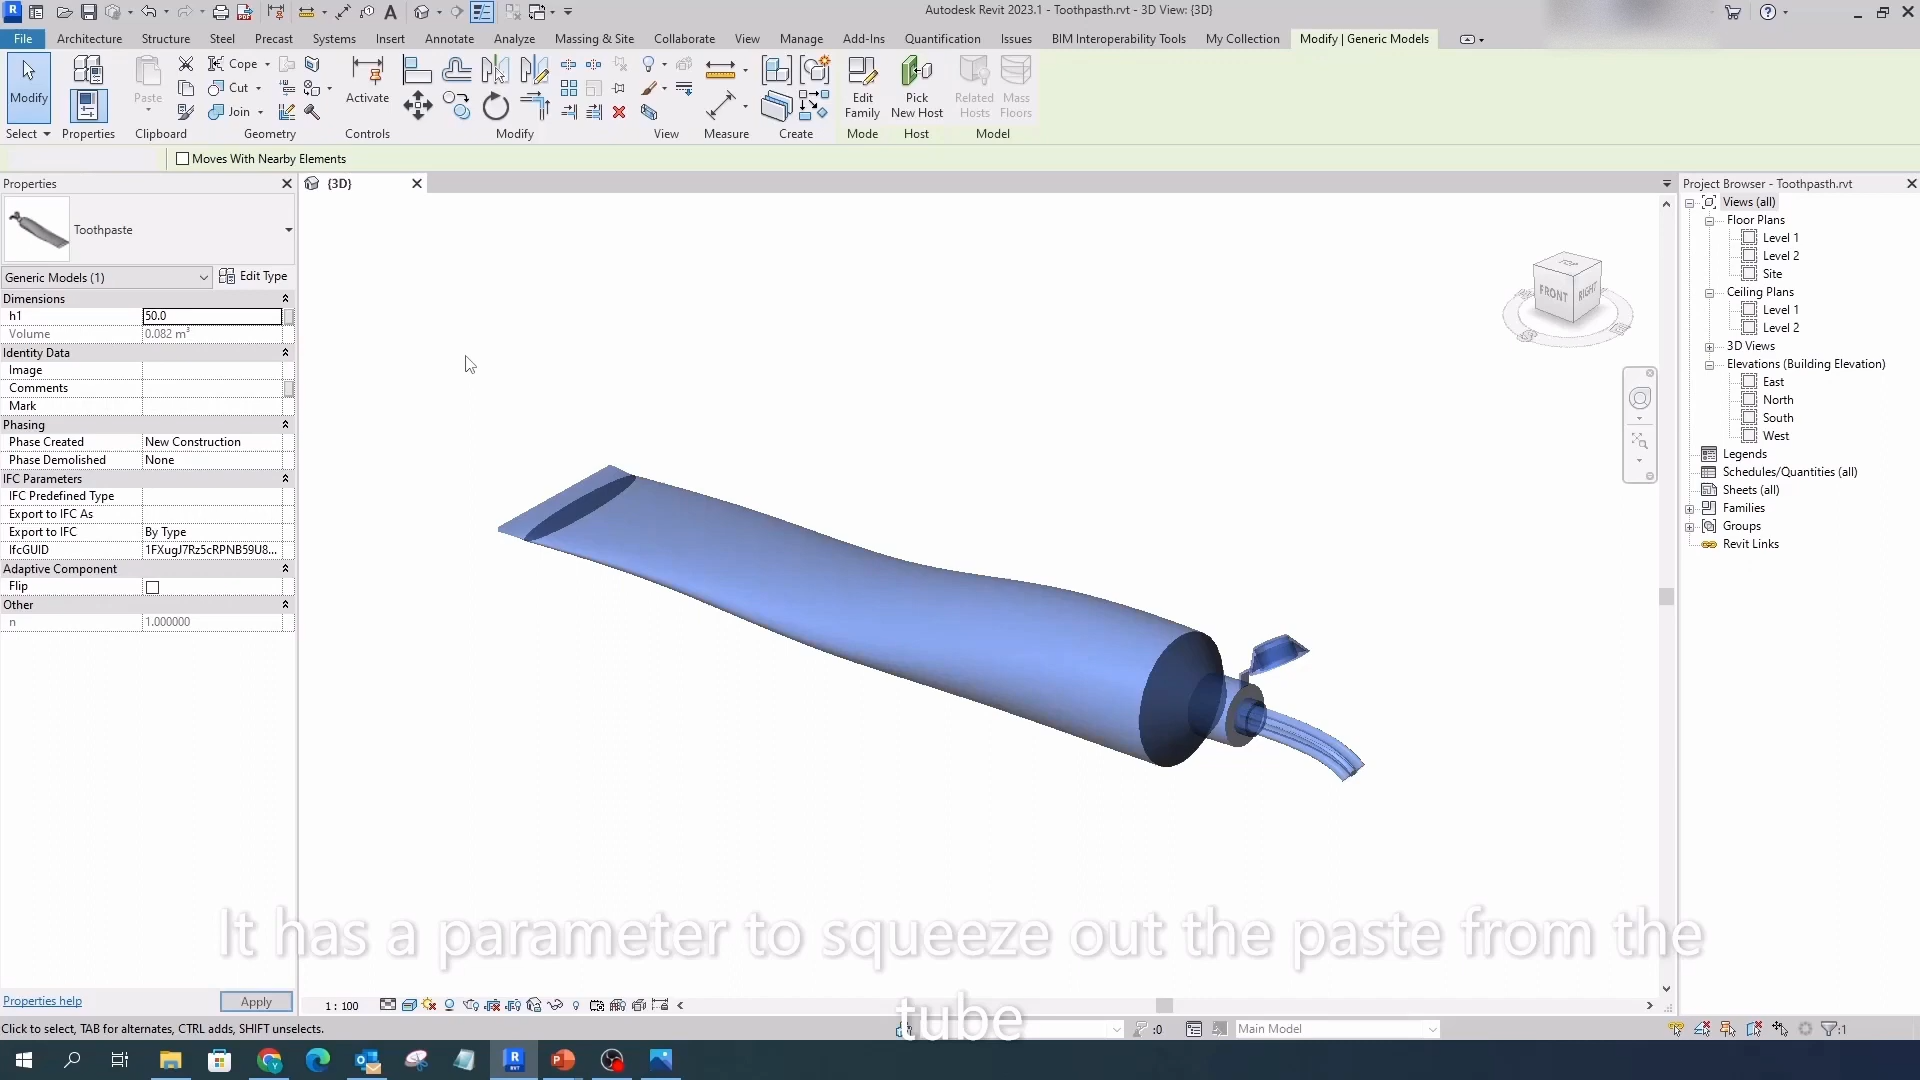 Autodesk Revit 2023.1 - Toothpasth.rvt - 3D View: {3D}
File Architecture Structure Steel Precast Systems Insert Annotate Analyze Massing & Site Collaborate View Manage Add-Ins Quantification Issues BIM Interoperability Tools My Collection Modify | Generic Models
Modify
Paste
Cope
Cut
Join
Activate
Edit Family
Pick New Host
Related Hosts
Mass Floors
Select Properties Clipboard Geometry Controls Modify View Measure Create Mode Host Model
Moves With Nearby Elements
Properties
{3D}
Project Browser - Toothpasth.rvt
Toothpaste
Generic Models (1)
Edit Type
Dimensions
h1 50.0
Volume 0.082 m³
Identity Data
Image
Comments
Mark
Phasing
Phase Created New Construction
Phase Demolished None
IFC Parameters
IFC Predefined Type
Export to IFC As
Export to IFC By Type
IfcGUID 1FXugJ7Rz5cRPNB59U8...
Adaptive Component
Flip
Other
n 1.000000
Properties help
Apply
TOP
FRONT
RIGHT
Views (all)
Floor Plans
Level 1
Level 2
Site
Ceiling Plans
Level 1
Level 2
3D Views
Elevations (Building Elevation)
East
North
South
West
Legends
Schedules/Quantities (all)
Sheets (all)
Families
Groups
Revit Links
It has a parameter to squeeze out the paste from the
tube
1 : 100
Click to select, TAB for alternates, CTRL adds, SHIFT unselects.
:0
Main Model
:1